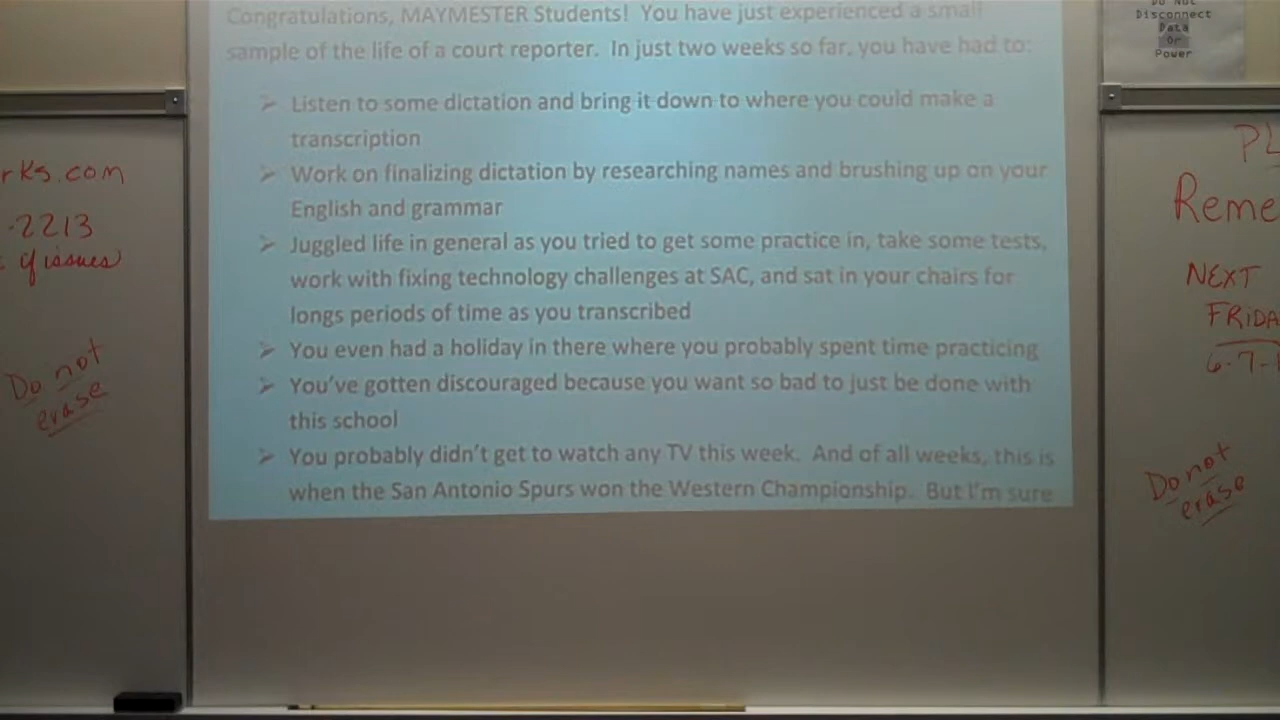 Congratulations, MAYMESTER Students!  You have just experienced a small
sample of the life of a court reporter.  In just two weeks so far, you have had to:
➢ Listen to some dictation and bring it down to where you could make a
transcription
➢ Work on finalizing dictation by researching names and brushing up on your
English and grammar
➢ Juggled life in general as you tried to get some practice in, take some tests,
work with fixing technology challenges at SAC, and sat in your chairs for
longs periods of time as you transcribed
➢ You even had a holiday in there where you probably spent time practicing
➢ You've gotten discouraged because you want so bad to just be done with
this school
➢ You probably didn't get to watch any TV this week.  And of all weeks, this is
when the San Antonio Spurs won the Western Championship.  But I'm sure
rks.com
-2213
of issues
Do not
erase
Do Not
Disconnect
Data
Or
Power
PL
Reme
NEXT
FRIDA
6-7-1
Do not
erase